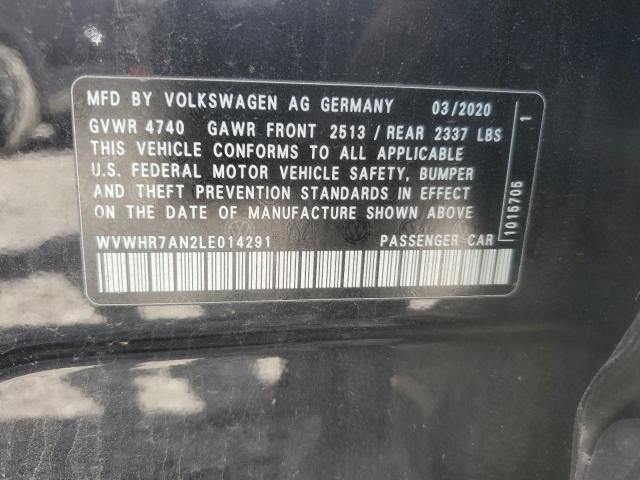 MFD BY VOLKSWAGEN AG GERMANY 03/2020
GVWR 4740 GAWR FRONT 2513 / REAR 2337 LBS
THIS VEHICLE CONFORMS TO ALL APPLICABLE
U.S. FEDERAL MOTOR VEHICLE SAFETY, BUMPER
AND THEFT PREVENTION STANDARDS IN EFFECT
ON THE DATE OF MANUFACTURE SHOWN ABOVE
WVWHR7AN2LE014291 PASSENGER CAR
1015705 1